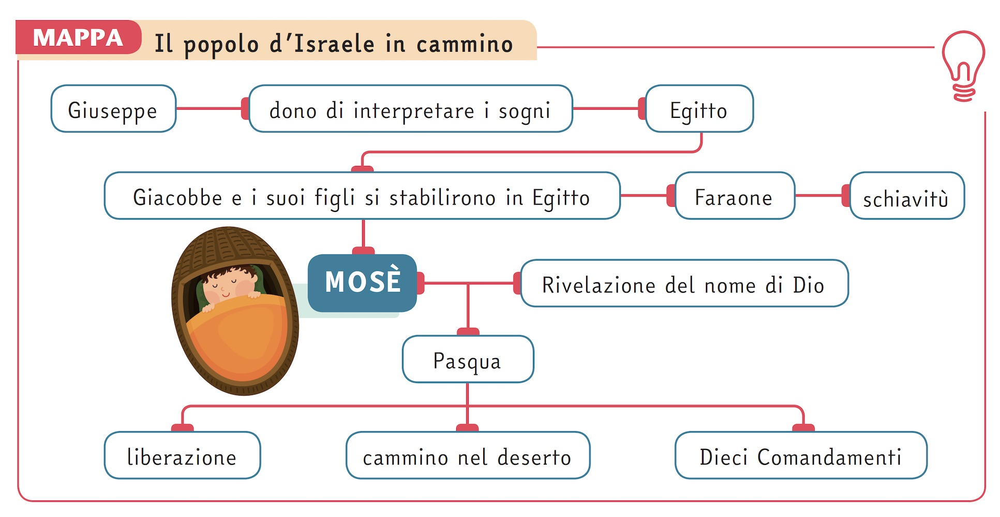 MAPPA Il popolo d'Israele in cammino
Giuseppe
dono di interpretare i sogni
Egitto
Giacobbe e i suoi figli si stabilirono in Egitto
Faraone
schiavitù
MOSÈ
Rivelazione del nome di Dio
Pasqua
liberazione
cammino nel deserto
Dieci Comandamenti